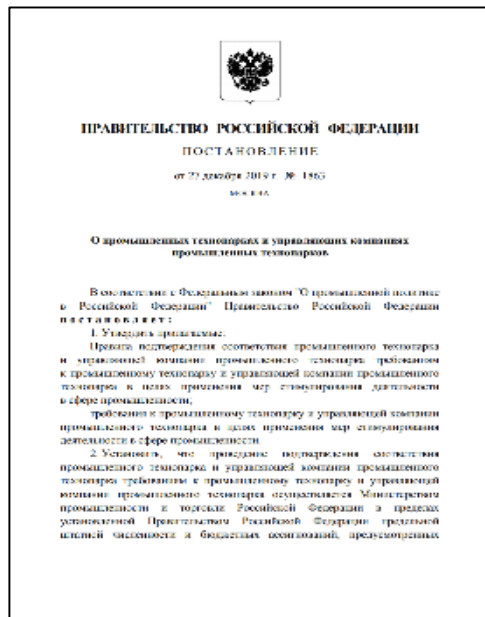 ПРАВИТЕЛЬСТВО РОССИЙСКОЙ ФЕДЕРАЦИИ
ПОСТАНОВЛЕНИЕ
от 27 декабря 2019 г. № 1863
МОСКВА
О промышленных технопарках и управляющих компаниях
промышленных технопарков
В соответствии с Федеральным законом "О промышленной политике
в Российской Федерации" Правительство Российской Федерации
постановляет:
1. Утвердить прилагаемые:
Правила подтверждения соответствия промышленного технопарка
и управляющей компании промышленного технопарка требованиям
к промышленному технопарку и управляющей компании промышленного
технопарка в целях применения мер стимулирования деятельности
в сфере промышленности;
требования к промышленному технопарку и управляющей компании
промышленного технопарка в целях применения мер стимулирования
деятельности в сфере промышленности.
2. Установить, что проведение подтверждения соответствия
промышленного технопарка и управляющей компании промышленного
технопарка требованиям к промышленному технопарку и управляющей
компании промышленного технопарка осуществляется Министерством
промышленности и торговли Российской Федерации в пределах
установленной Правительством Российской Федерации предельной
штатной численности и бюджетных ассигнований, предусмотренных